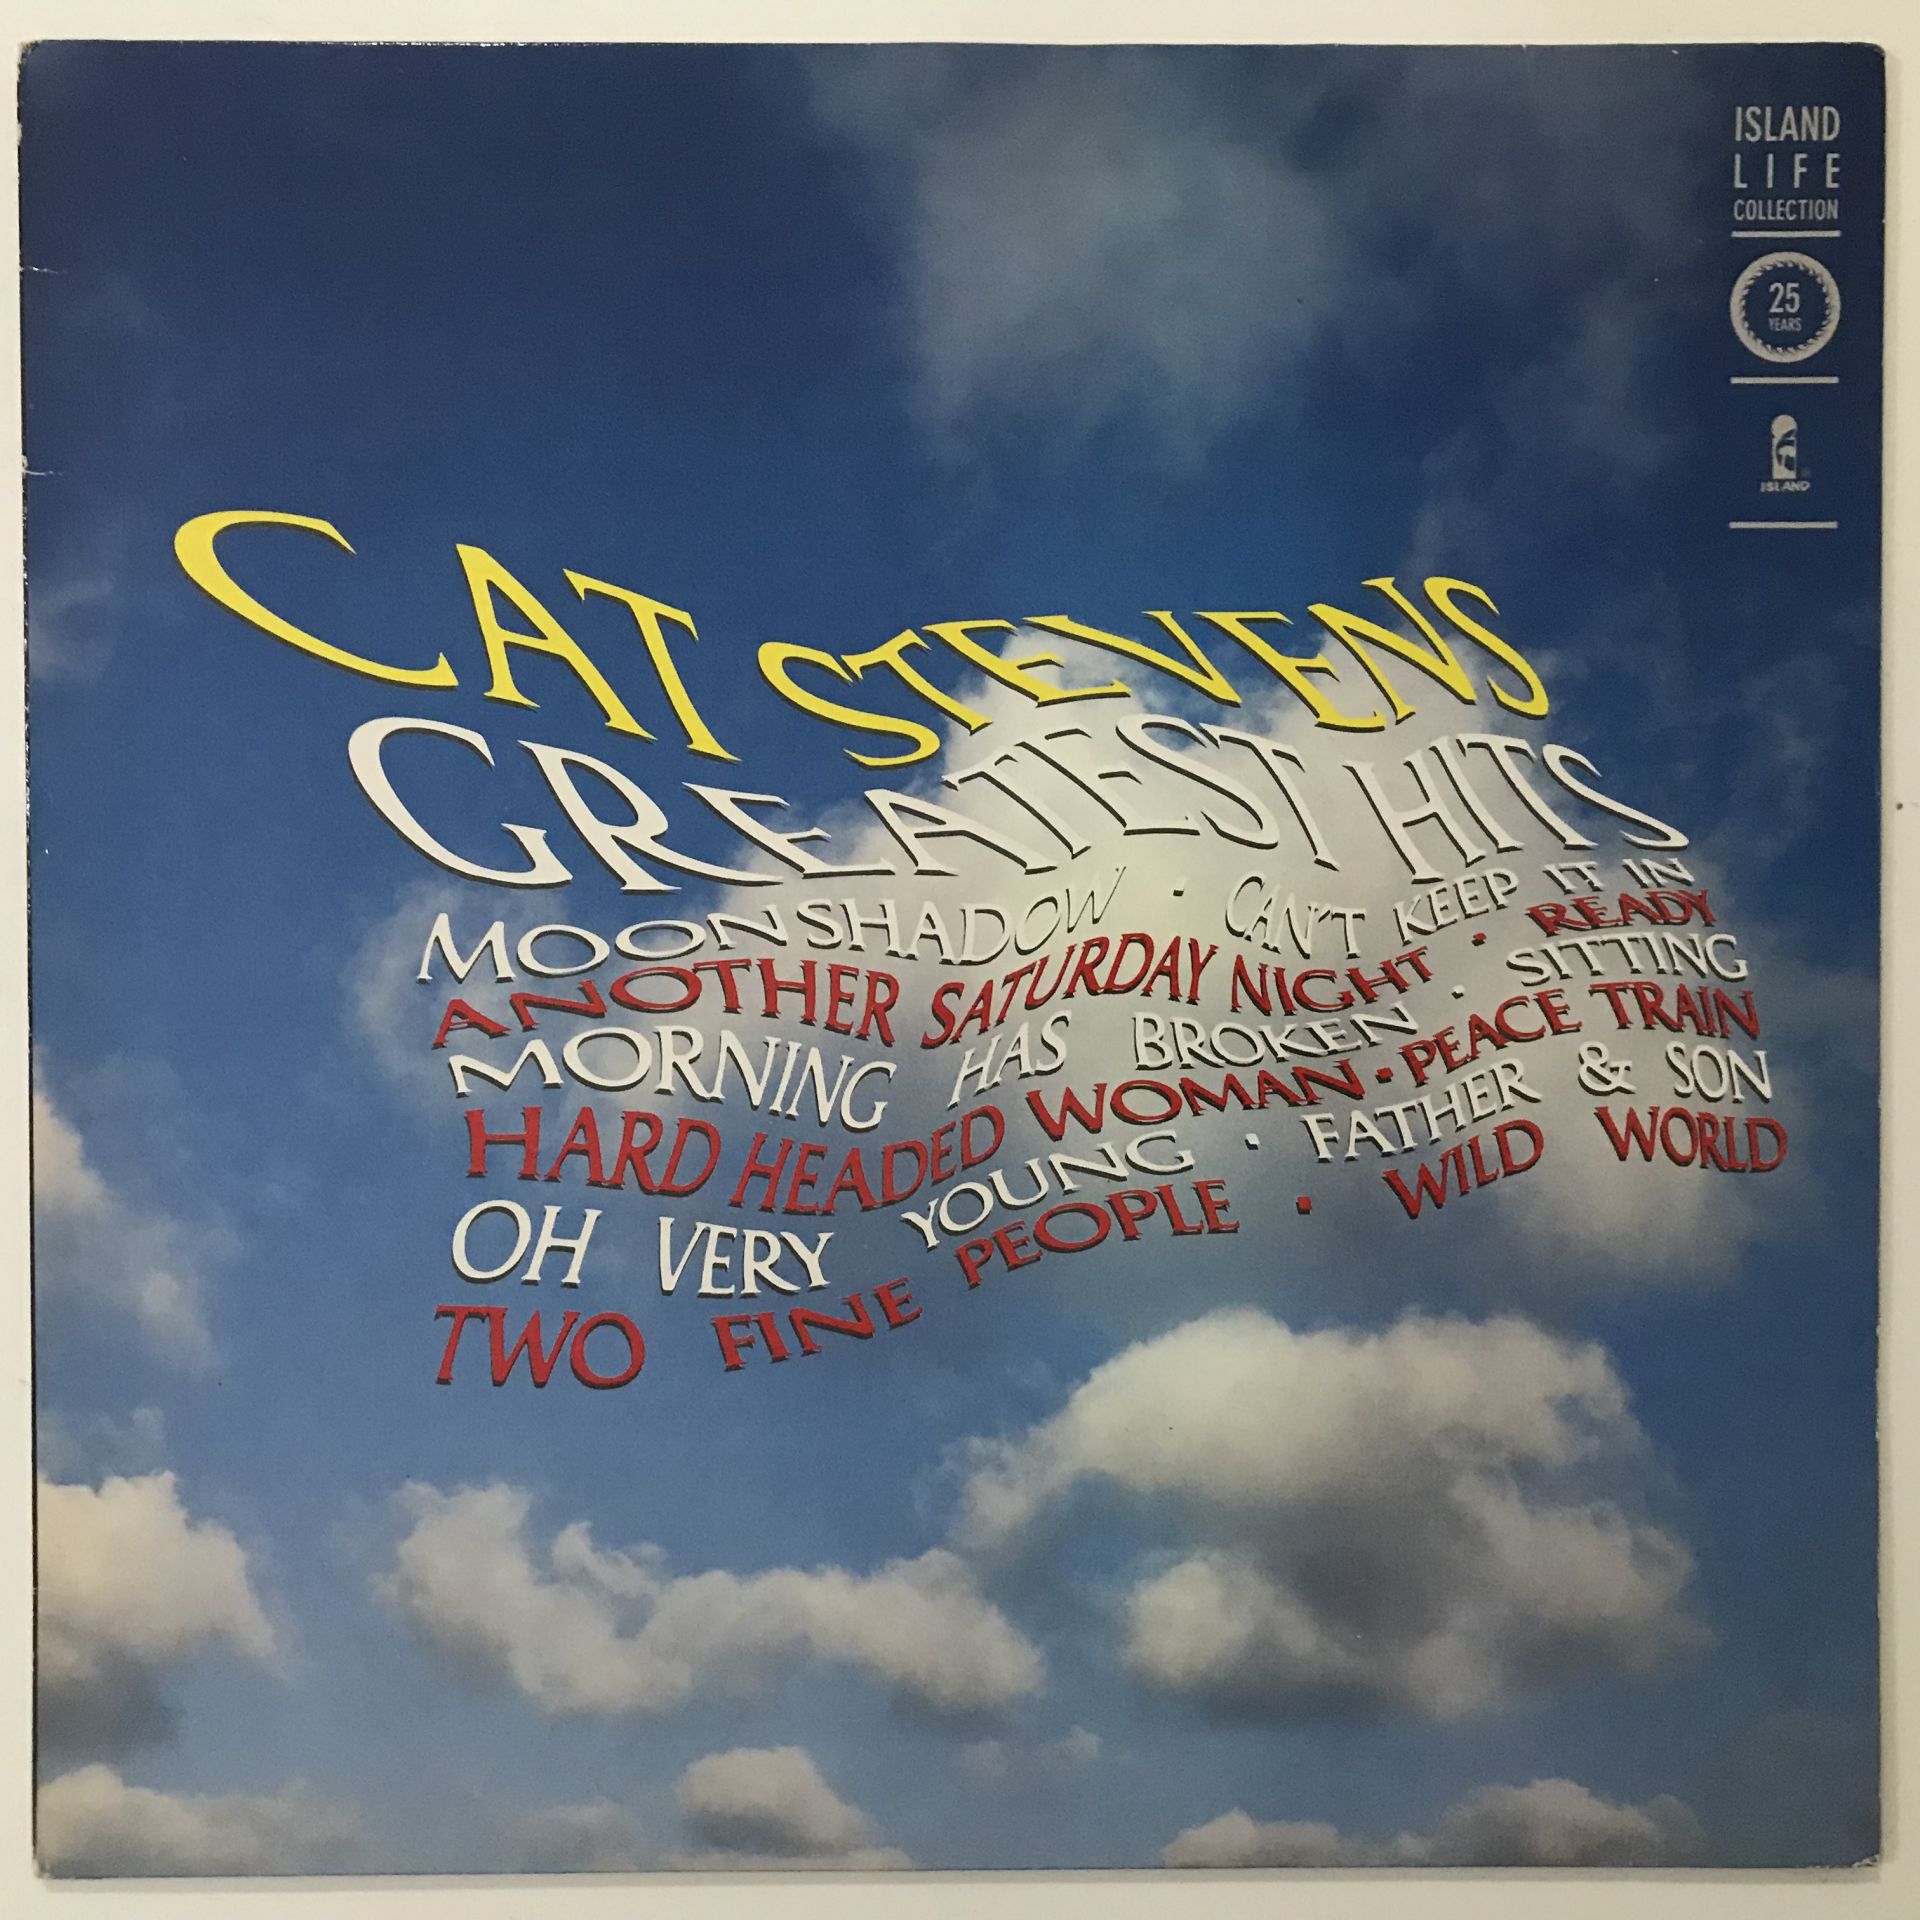 ISLAND
LIFE
COLLECTION
25
YEARS
ISLAND
CAT STEVENS
GREATEST HITS
MOONSHADOW · CAN'T KEEP IT IN
ANOTHER SATURDAY NIGHT · READY
MORNING HAS BROKEN · SITTING
HARD HEADED WOMAN · PEACE TRAIN
OH VERY YOUNG · FATHER & SON
TWO FINE PEOPLE · WILD WORLD